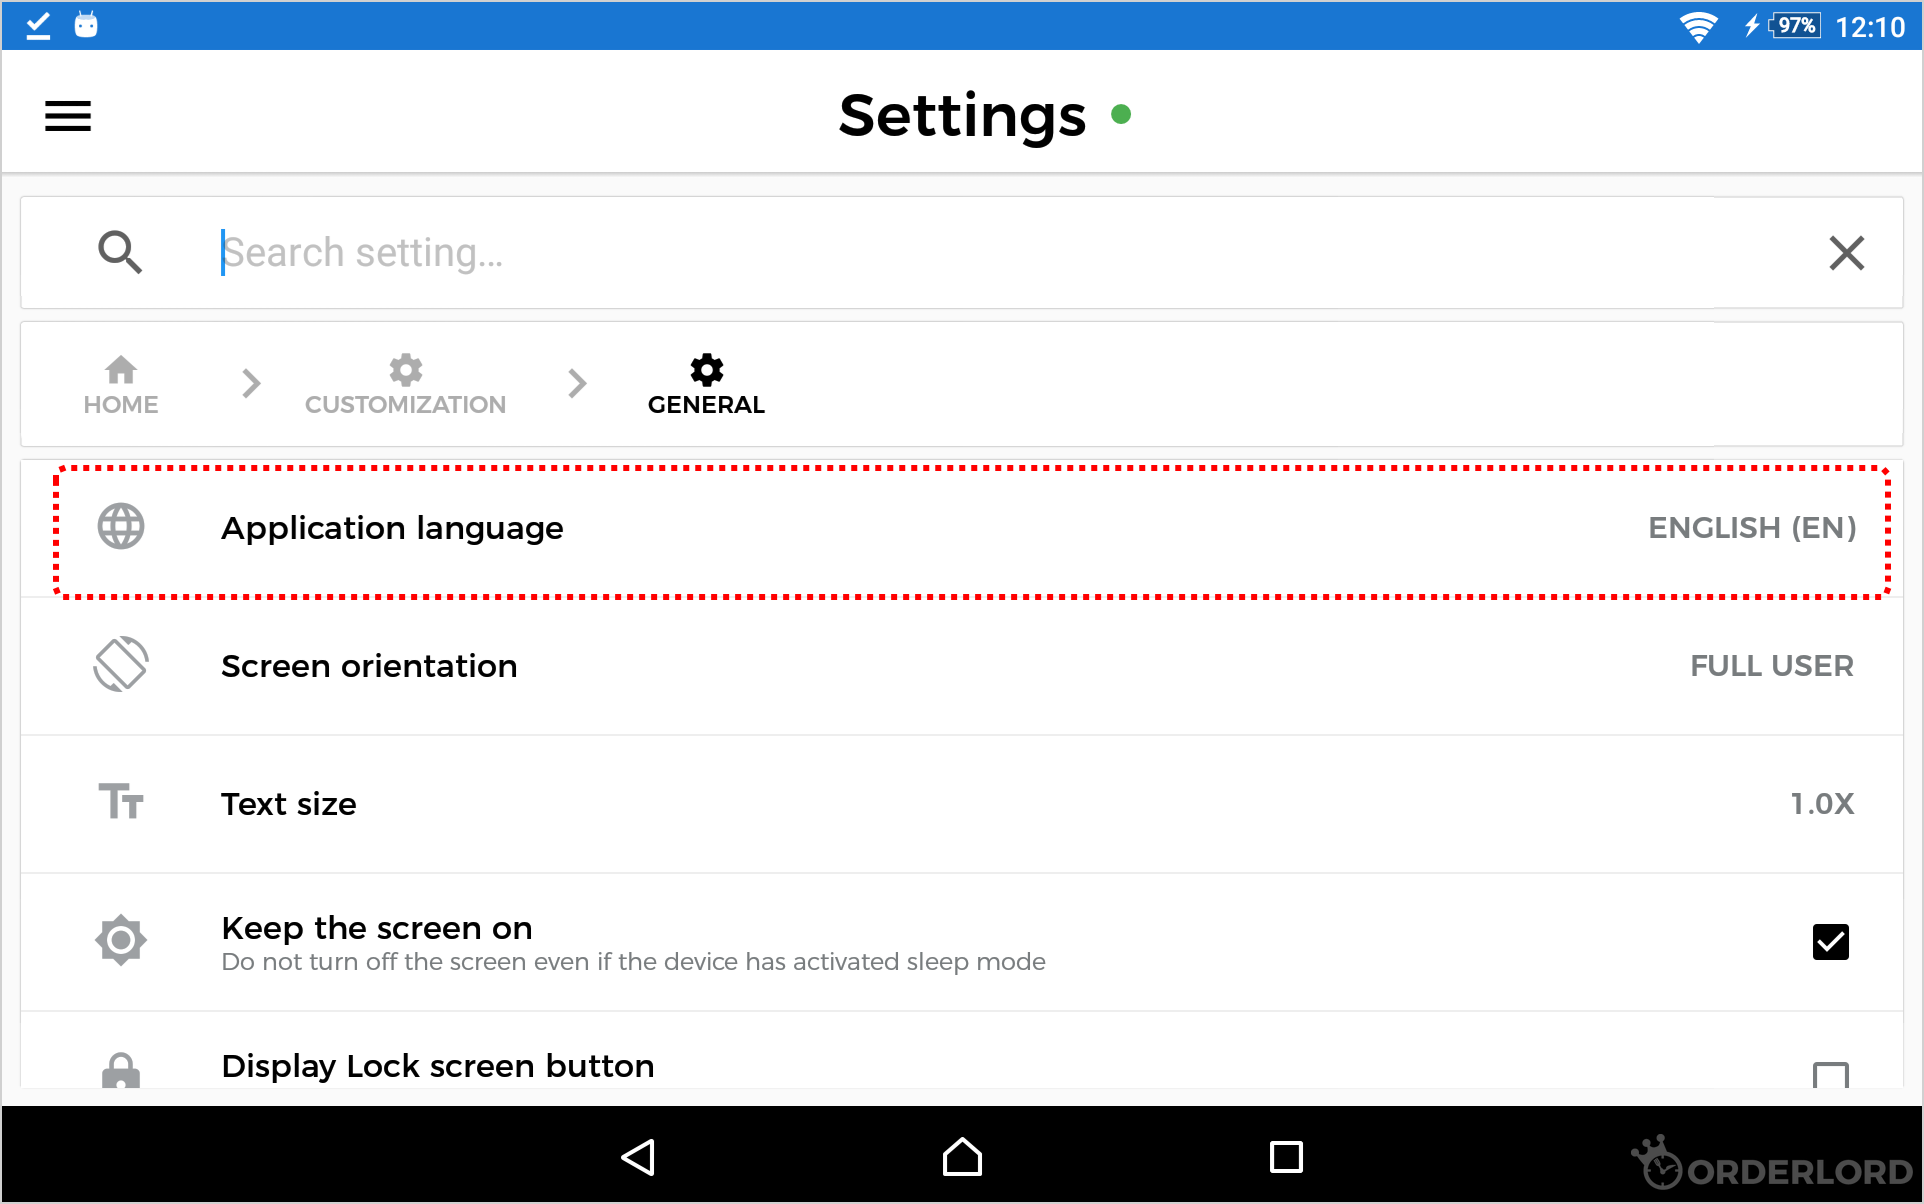 97% 12:10
Settings
Search setting...
HOME CUSTOMIZATION GENERAL
Application language ENGLISH (EN)
Screen orientation FULL USER
Text size 1.0X
Keep the screen on
Do not turn off the screen even if the device has activated sleep mode
Display Lock screen button
ORDERLORD